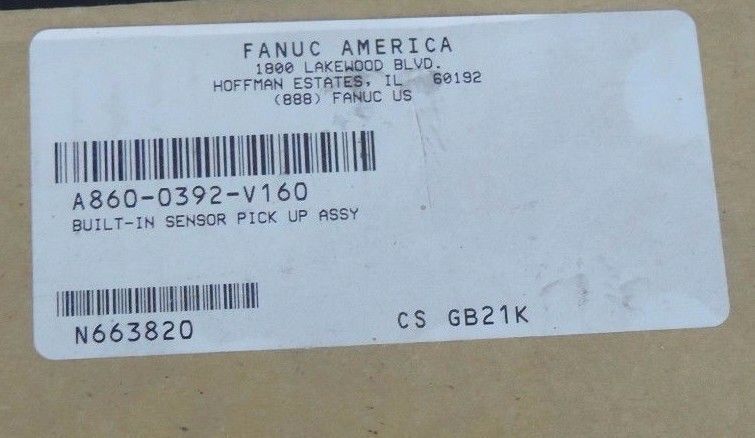 FANUC AMERICA
1800 LAKEWOOD BLVD.
HOFFMAN ESTATES, IL 60192
(888) FANUC US
A860-0392-V160
BUILT-IN SENSOR PICK UP ASSY
N663820
CS GB21K